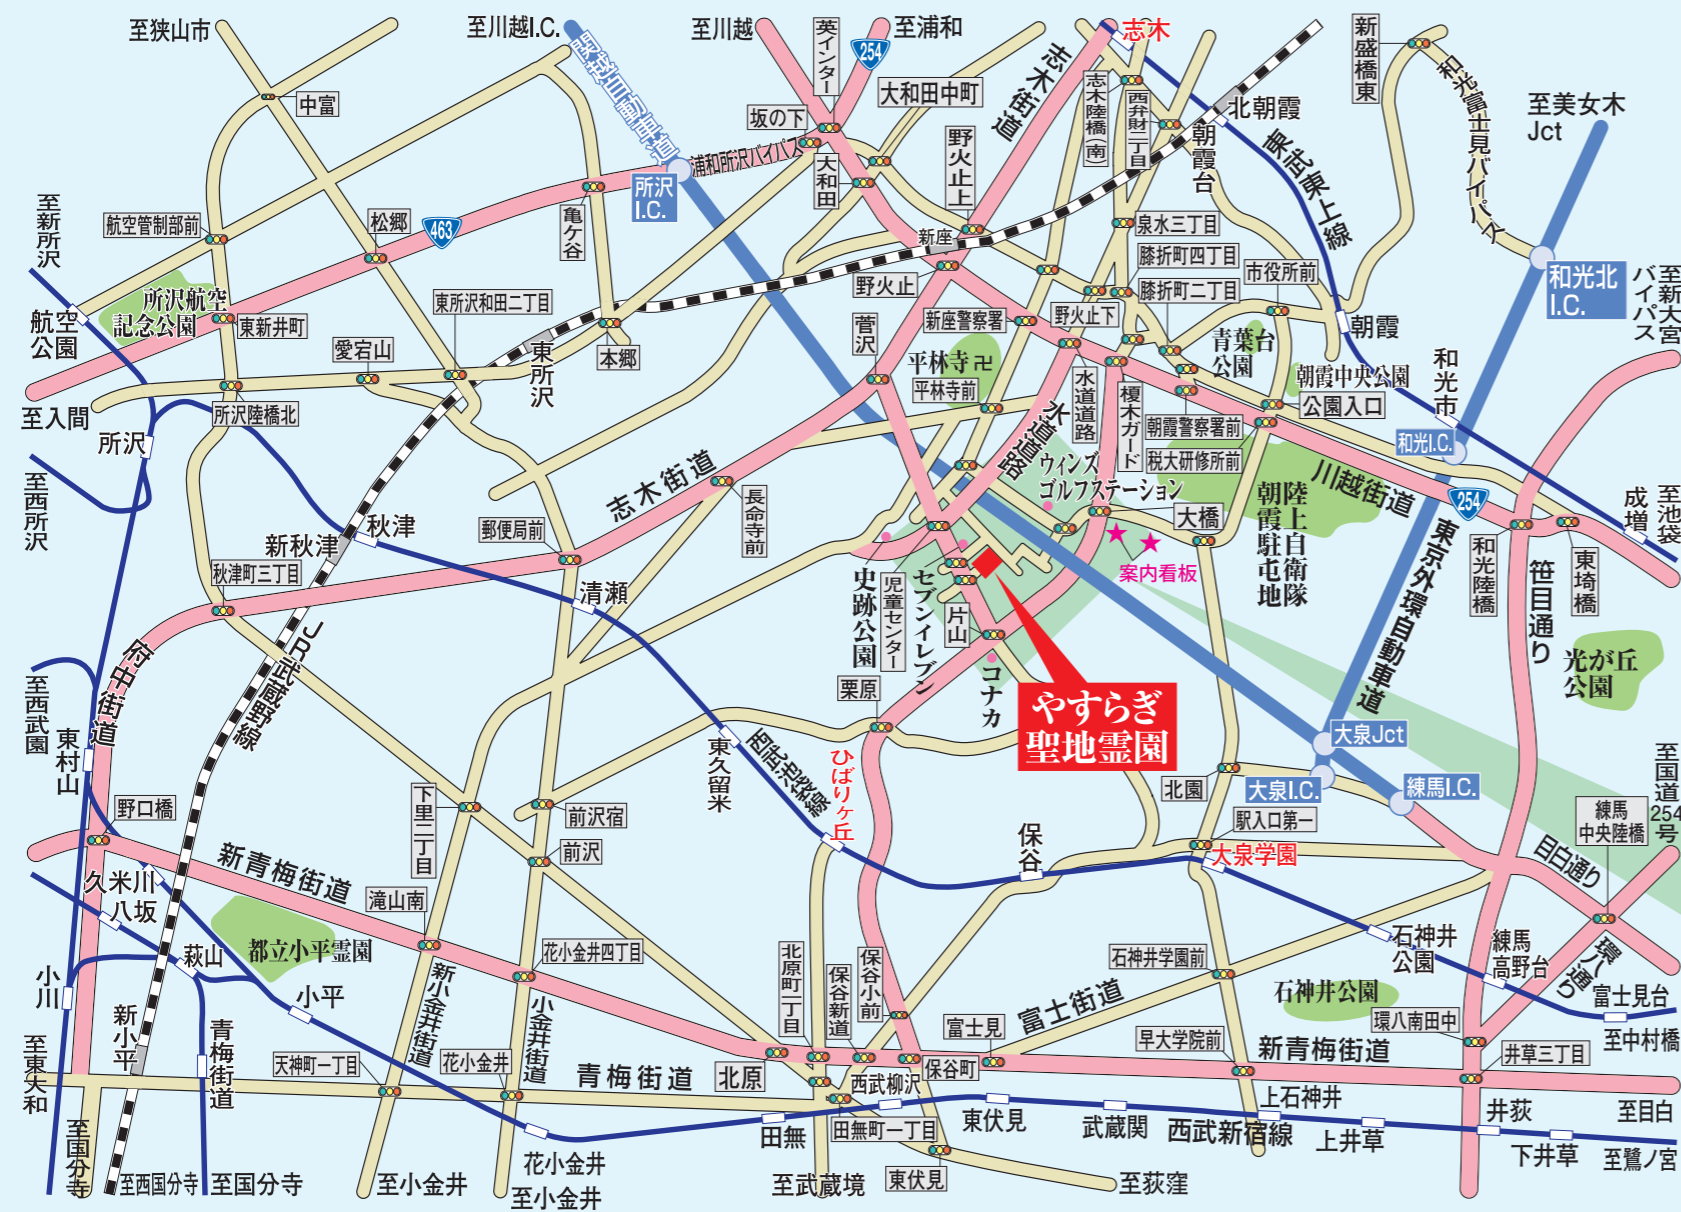 至狭山市
至川越I.C.
関越自動車道
至川越
英インター
254
至浦和
志木街道
志木
新盛橋東
和光富士見バイパス
至美女木
Jct
中富
坂の下
大和田中町
志木陸橋(南)
西弁財二丁目
北朝霞
朝霞台
東武東上線
浦和所沢バイパス
大和田
野火止上
所沢
I.C.
至新所沢
航空管制部前
松郷
463
亀ケ谷
新座
泉水三丁目
膝折町四丁目
市役所前
膝折町二丁目
和光北
I.C.
至新大宮
バイパス
所沢航空
記念公園
航空
公園
東新井町
東所沢和田二丁目
野火止
菅沢
新座警察署
野火止下
朝霞
青葉台
公園
愛宕山
東所沢
本郷
平林寺卍
平林寺前
水道道路
水道道路
榎木ガード
朝霞中央公園
公園入口
和光市
至入間
所沢陸橋北
所沢
朝霞警察署前
税大研修所前
和光I.C.
川越街道
254
ウィンズ
ゴルフステーション
志木街道
長命寺前
至西所沢
秋津
新秋津
郵便局前
大橋
案内看板
陸上自衛隊
朝霞駐屯地
東京外環自動車道
成増
至池袋
和光陸橋
笹目通り
東埼橋
秋津町三丁目
清瀬
史跡公園
児童センター
セブンイレブン
片山
コナカ
やすらぎ
聖地霊園
光が丘
公園
JR武蔵野線
府中街道
至西武園
東村山
栗原
東久留米
西武池袋線
ひばりヶ丘
大泉Jct
大泉I.C.
練馬I.C.
北園
至国道254号
練馬
中央陸橋
野口橋
下里二丁目
前沢宿
前沢
保谷
駅入口第一
大泉学園
目白通り
新青梅街道
久米川
八坂
滝山南
萩山
都立小平霊園
花小金井四丁目
北原町二丁目
保谷新道
保谷小前
石神井学園前
石神井
公園
練馬
高野台
環八通り
小川
新小平
小平
新小金井街道
小金井街道
富士見
富士街道
石神井公園
環八南田中
富士見台
至中村橋
早大学院前
新青梅街道
井草三丁目
至東大和
青梅街道
天神町一丁目
花小金井
青梅街道
北原
保谷町
西武柳沢
東伏見
武蔵関
西武新宿線
上石神井
上井草
井荻
下井草
至目白
至鷺ノ宮
田無
田無町一丁目
至国分寺
至西国分寺
至国分寺
至小金井
花小金井
至小金井
至武蔵境
東伏見
至荻窪